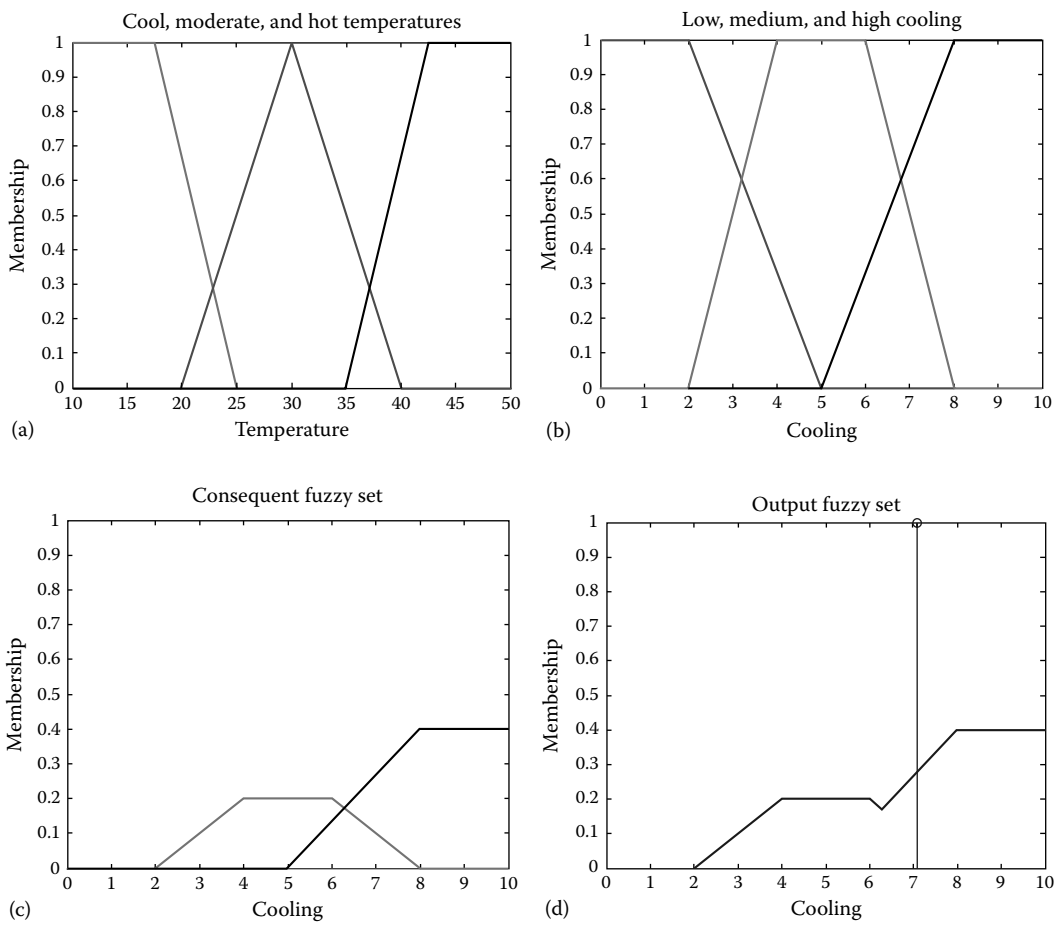 Cool, moderate, and hot temperatures
1
0.9
0.8
0.7
0.6
0.5
0.4
0.3
0.2
0.1
0
Membership
10 15 20 25 30 35 40 45 50
(a) Temperature
Low, medium, and high cooling
1
0.9
0.8
0.7
0.6
0.5
0.4
0.3
0.2
0.1
0
Membership
0 1 2 3 4 5 6 7 8 9 10
(b) Cooling
Consequent fuzzy set
1
0.9
0.8
0.7
0.6
0.5
0.4
0.3
0.2
0.1
0
Membership
0 1 2 3 4 5 6 7 8 9 10
(c) Cooling
Output fuzzy set
1
0.9
0.8
0.7
0.6
0.5
0.4
0.3
0.2
0.1
0
Membership
0 1 2 3 4 5 6 7 8 9 10
(d) Cooling